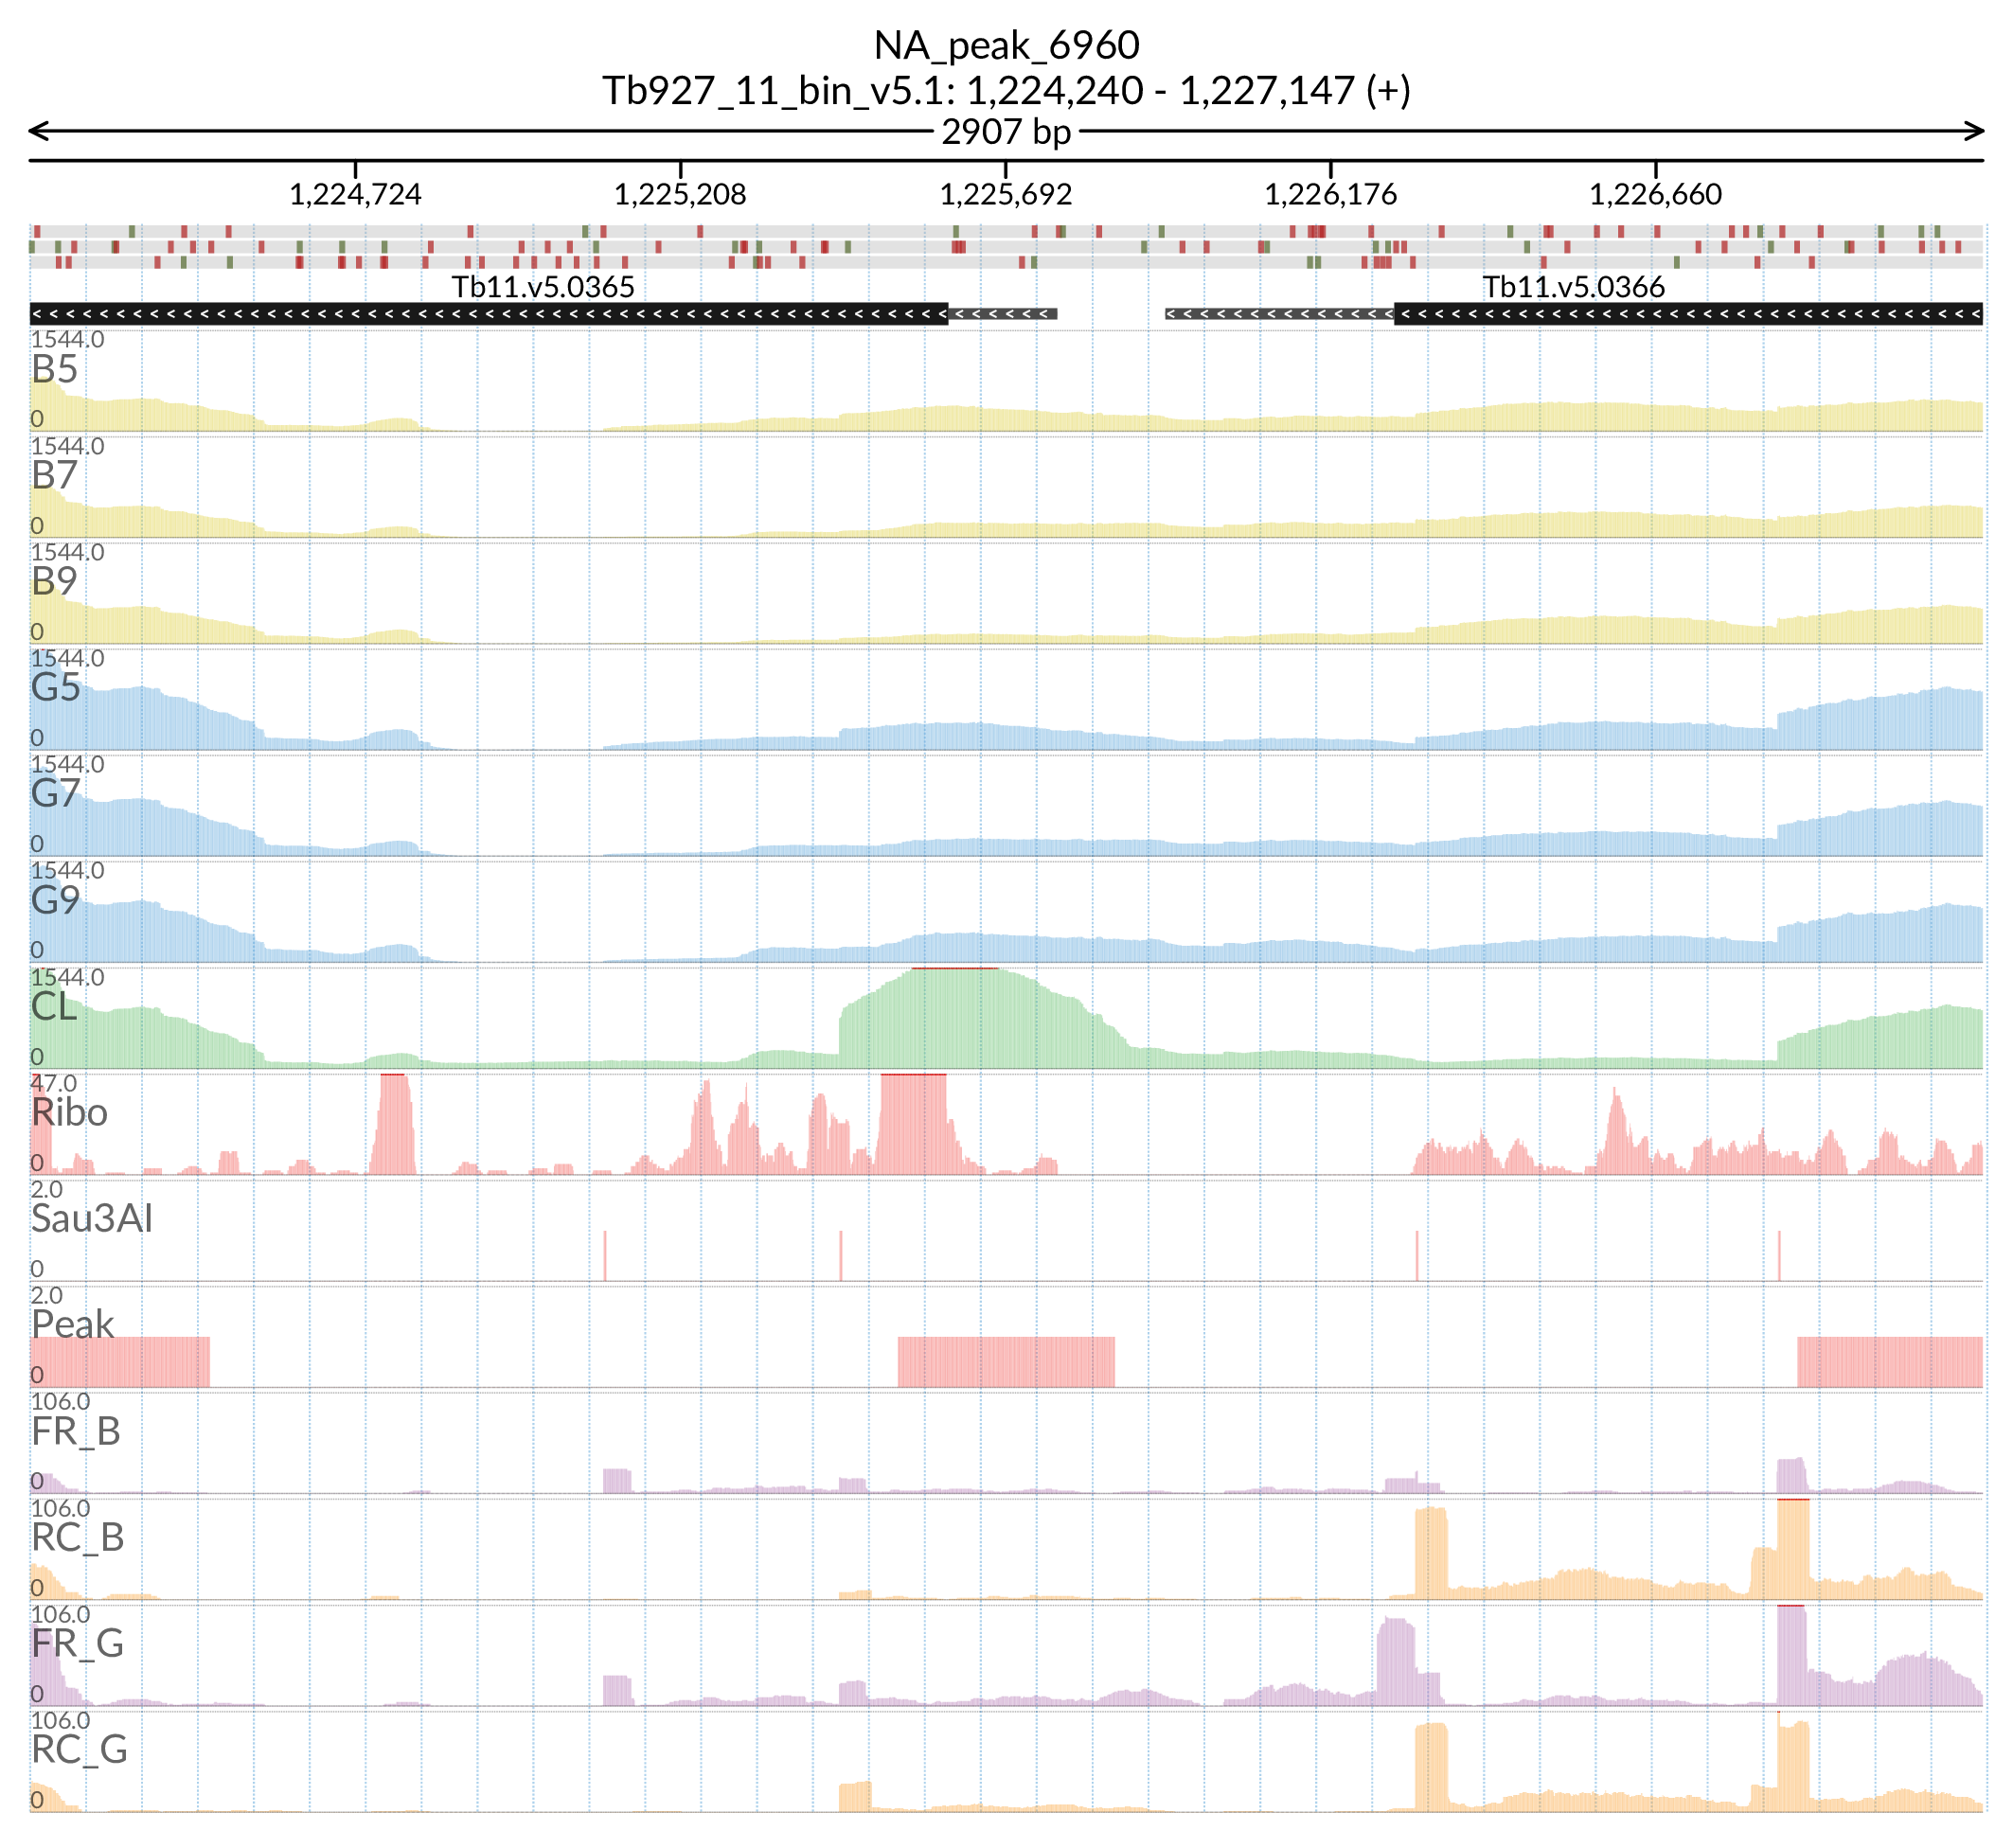 NA_peak_6960
Tb927_11_bin_v5.1: 1,224,240 - 1,227,147 (+)
2907 bp
1,224,724 1,225,208 1,225,692 1,226,176 1,226,660
Tb11.v5.0365 Tb11.v5.0366
1544.0
B5
0
1544.0
B7
0
1544.0
B9
0
1544.0
G5
0
1544.0
G7
0
1544.0
G9
0
1544.0
CL
0
47.0
Ribo
0
2.0
Sau3AI
0
2.0
Peak
0
106.0
FR_B
0
106.0
RC_B
0
106.0
FR_G
0
106.0
RC_G
0